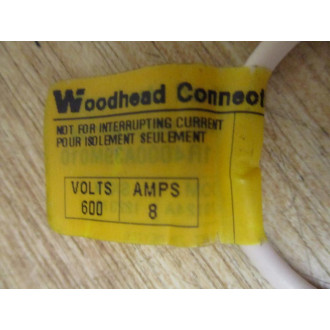 Woodhead Connect
NOT FOR INTERRUPTING CURRENT
POUR ISOLEMENT SEULEMENT
VOLTS AMPS
600 8